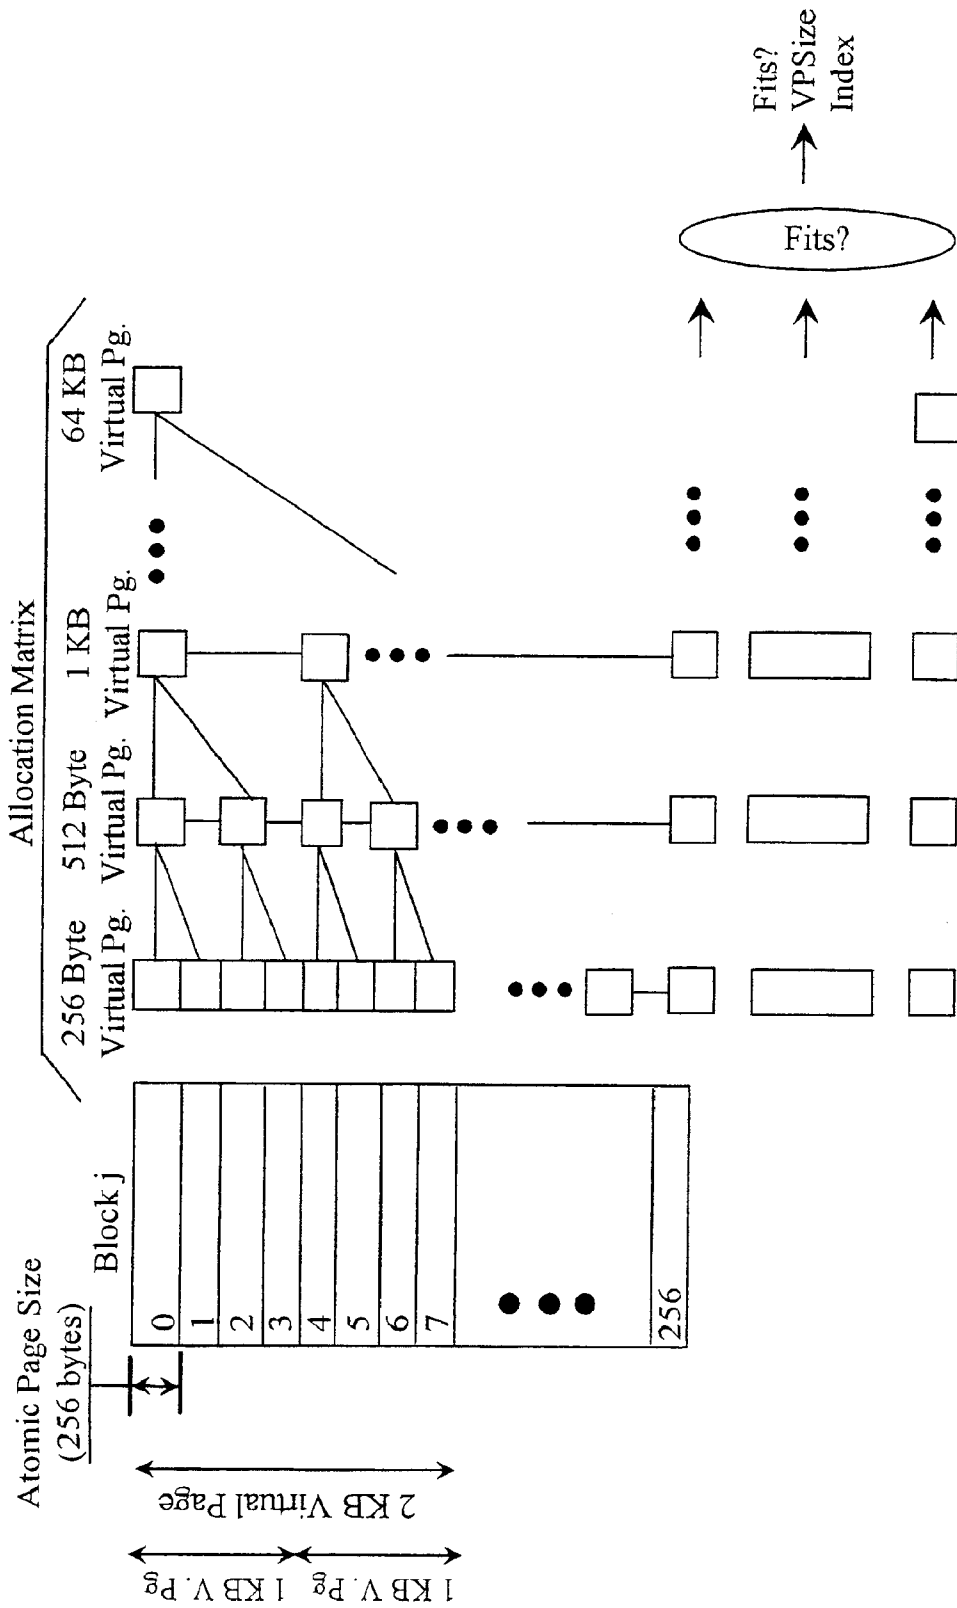 Allocation Matrix
Atomic Page Size
(256 bytes)
Block j
256 Byte
Virtual Pg.
512 Byte
Virtual Pg.
1 KB
Virtual Pg.
64 KB
Virtual Pg.
0
1
2
3
4
5
6
7
256
1 KB V. Pg
1 KB V. Pg
2 KB Virtual Page
Fits?
Fits?
VPSize
Index